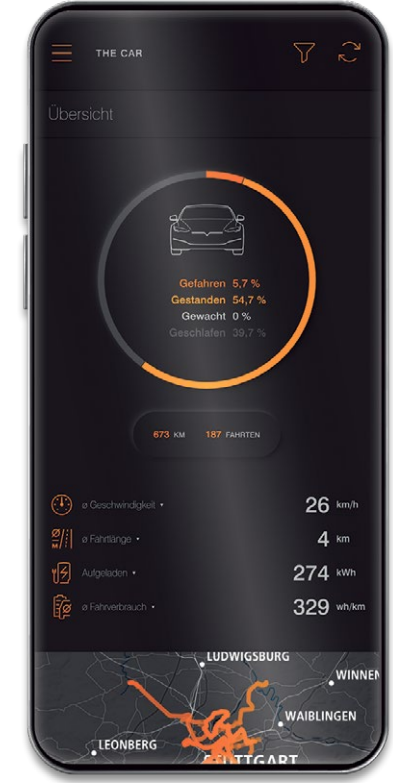 THE CAR
Übersicht
Gefahren 5,7 %
Gestanden 54,7 %
Gewacht 0 %
Geschlafen 39,7 %
673 KM 187 FAHRTEN
ø Geschwindigkeit • 26 km/h
ø Fahrtlänge • 4 km
Aufgeladen • 274 kWh
ø Fahrverbrauch • 329 wh/km
LUDWIGSBURG
WINNEN
WAIBLINGEN
LEONBERG